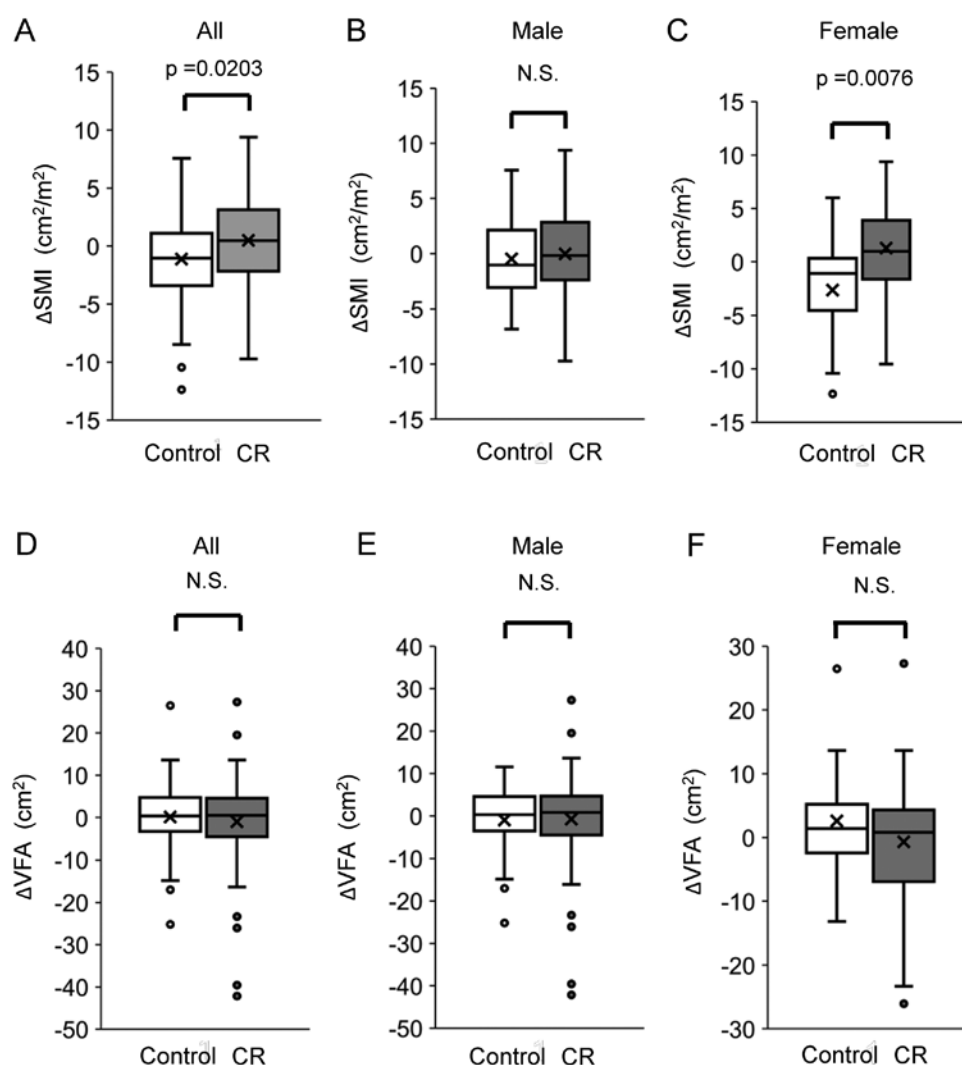 A
All
p =0.0203
15
10
5
0
-5
-10
-15
ΔSMI (cm²/m²)
Control CR
B
Male
N.S.
15
10
5
0
-5
-10
-15
ΔSMI (cm²/m²)
Control CR
C
Female
p =0.0076
15
10
5
0
-5
-10
-15
ΔSMI (cm²/m²)
Control CR
D
All
N.S.
40
30
20
10
0
-10
-20
-30
-40
-50
ΔVFA (cm²)
Control CR
E
Male
N.S.
40
30
20
10
0
-10
-20
-30
-40
-50
ΔVFA (cm²)
Control CR
F
Female
N.S.
30
20
10
0
-10
-20
-30
ΔVFA (cm²)
Control CR